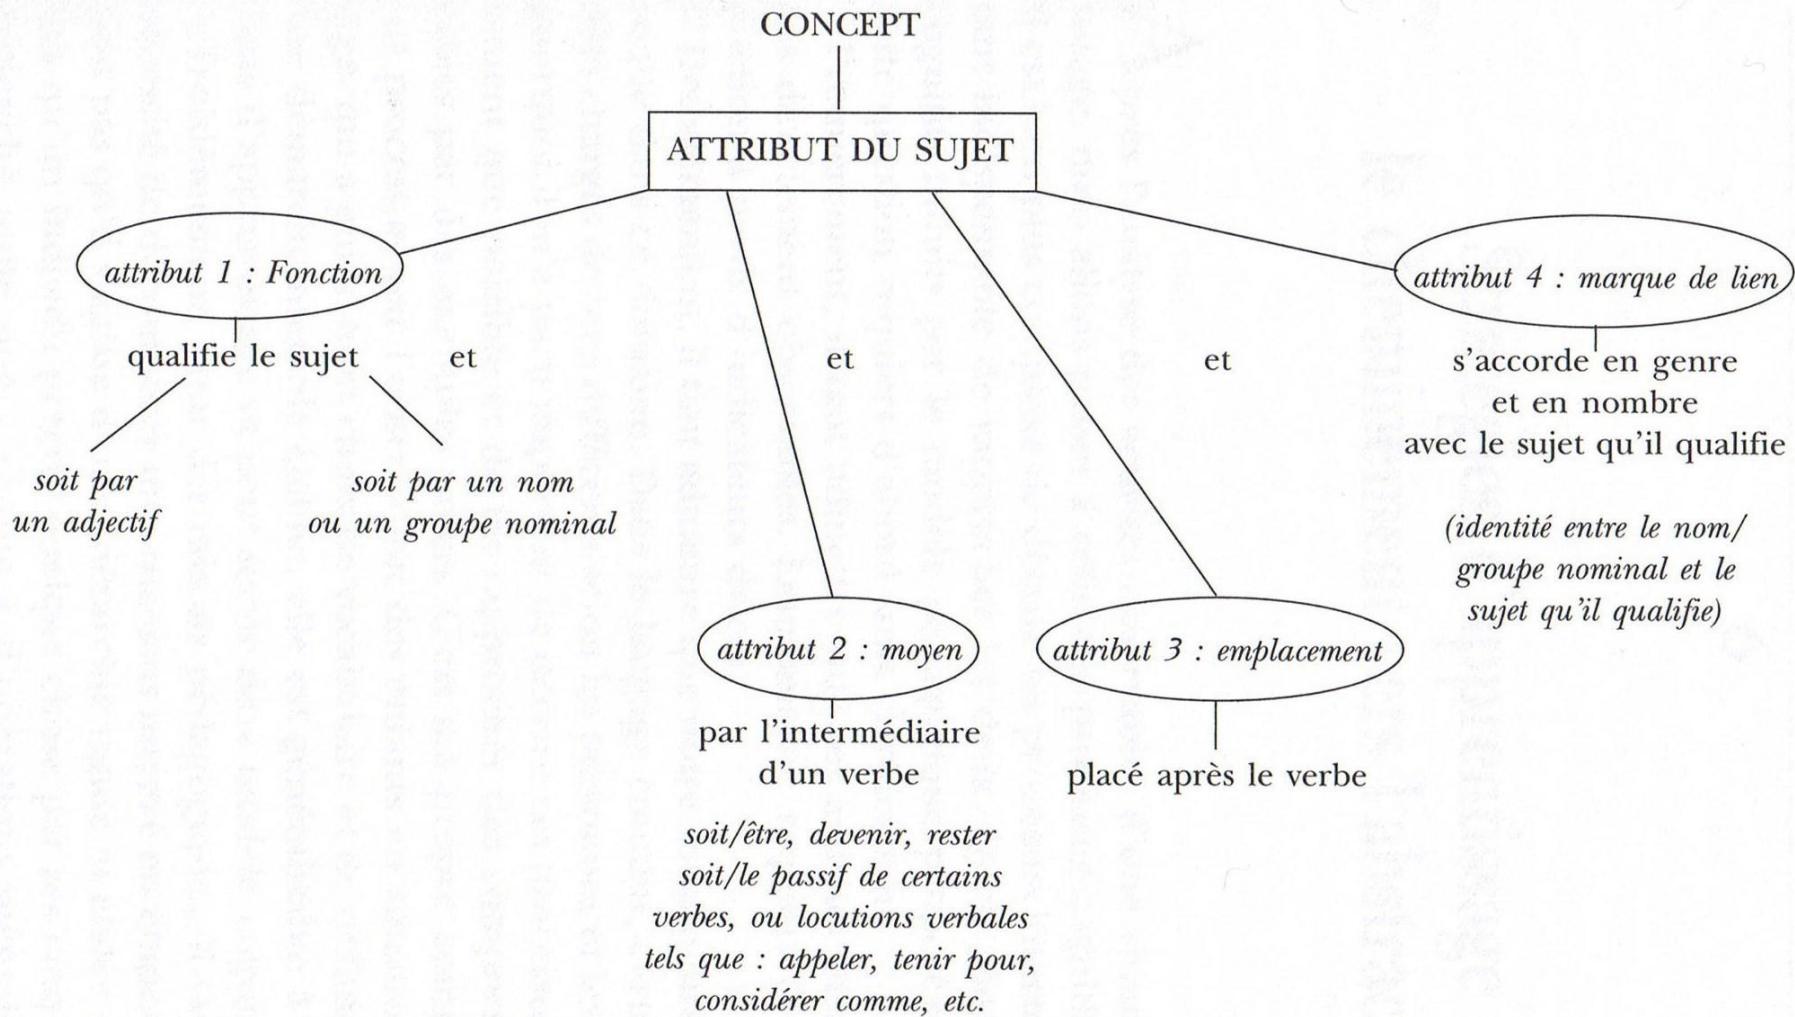 CONCEPT
ATTRIBUT DU SUJET
attribut 1 : Fonction
qualifie le sujet
et
soit par
un adjectif
soit par un nom
ou un groupe nominal
et
attribut 2 : moyen
par l'intermédiaire
d'un verbe
soit/être, devenir, rester
soit/le passif de certains
verbes, ou locutions verbales
tels que : appeler, tenir pour,
considérer comme, etc.
et
attribut 3 : emplacement
placé après le verbe
attribut 4 : marque de lien
s'accorde en genre
et en nombre
avec le sujet qu'il qualifie
(identité entre le nom/
groupe nominal et le
sujet qu'il qualifie)